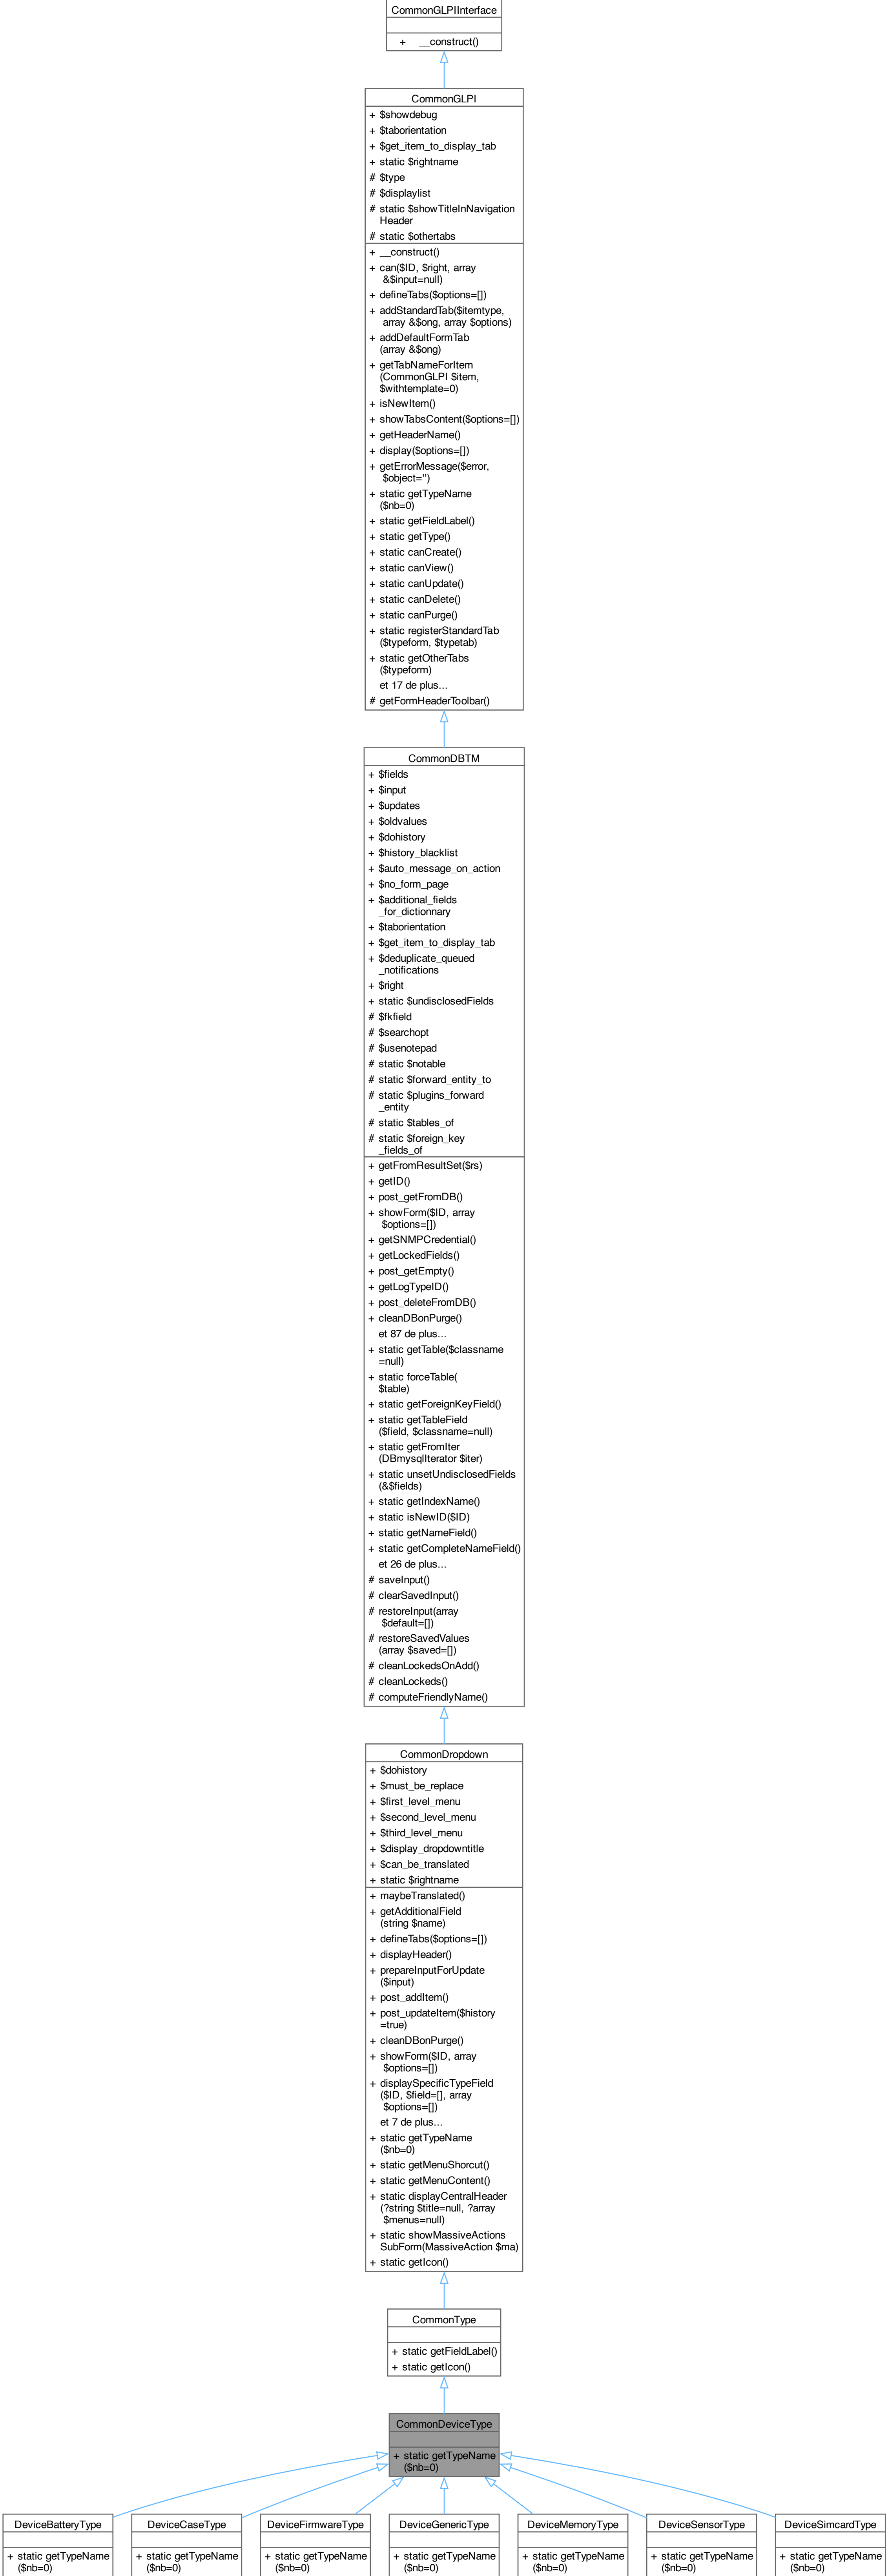 CommonGLPIInterface
+ __construct()
CommonGLPI
+ $showdebug
+ $taborientation
+ $get_item_to_display_tab
+ static $rightname
# $type
# $displaylist
# static $showTitleInNavigation
Header
# static $othertabs
+ __construct()
+ can($ID, $right, array
&$input=null)
+ defineTabs($options=[])
+ addStandardTab($itemtype,
array &$ong, array $options)
+ addDefaultFormTab
(array &$ong)
+ getTabNameForItem
(CommonGLPI $item,
$withtemplate=0)
+ isNewItem()
+ showTabsContent($options=[])
+ getHeaderName()
+ display($options=[])
+ getErrorMessage($error,
$object='')
+ static getTypeName
($nb=0)
+ static getFieldLabel()
+ static getType()
+ static canCreate()
+ static canView()
+ static canUpdate()
+ static canDelete()
+ static canPurge()
+ static registerStandardTab
($typeform, $typetab)
+ static getOtherTabs
($typeform)
et 17 de plus...
# getFormHeaderToolbar()
CommonDBTM
+ $fields
+ $input
+ $updates
+ $oldvalues
+ $dohistory
+ $history_blacklist
+ $auto_message_on_action
+ $no_form_page
+ $additional_fields
_for_dictionnary
+ $taborientation
+ $get_item_to_display_tab
+ $deduplicate_queued
_notifications
+ $right
+ static $undisclosedFields
# $fkfield
# $searchopt
# $usenotepad
# static $notable
# static $forward_entity_to
# static $plugins_forward
_entity
# static $tables_of
# static $foreign_key
_fields_of
+ getFromResultSet($rs)
+ getID()
+ post_getFromDB()
+ showForm($ID, array
$options=[])
+ getSNMPCredential()
+ getLockedFields()
+ post_getEmpty()
+ getLogTypeID()
+ post_deleteFromDB()
+ cleanDBonPurge()
et 87 de plus...
+ static getTable($classname
=null)
+ static forceTable(
$table)
+ static getForeignKeyField()
+ static getTableField
($field, $classname=null)
+ static getFromIter
(DBmysqlIterator $iter)
+ static unsetUndisclosedFields
(&$fields)
+ static getIndexName()
+ static isNewID($ID)
+ static getNameField()
+ static getCompleteNameField()
et 26 de plus...
# saveInput()
# clearSavedInput()
# restoreInput(array
$default=[])
# restoreSavedValues
(array $saved=[])
# cleanLockedsOnAdd()
# cleanLockeds()
# computeFriendlyName()
CommonDropdown
+ $dohistory
+ $must_be_replace
+ $first_level_menu
+ $second_level_menu
+ $third_level_menu
+ $display_dropdowntitle
+ $can_be_translated
+ static $rightname
+ maybeTranslated()
+ getAdditionalField
(string $name)
+ defineTabs($options=[])
+ displayHeader()
+ prepareInputForUpdate
($input)
+ post_addItem()
+ post_updateItem($history
=true)
+ cleanDBonPurge()
+ showForm($ID, array
$options=[])
+ displaySpecificTypeField
($ID, $field=[], array
$options=[])
et 7 de plus...
+ static getTypeName
($nb=0)
+ static getMenuShorcut()
+ static getMenuContent()
+ static displayCentralHeader
(?string $title=null, ?array
$menus=null)
+ static showMassiveActions
SubForm(MassiveAction $ma)
+ static getIcon()
CommonType
+ static getFieldLabel()
+ static getIcon()
CommonDeviceType
+ static getTypeName
($nb=0)
DeviceBatteryType
+ static getTypeName
($nb=0)
DeviceCaseType
+ static getTypeName
($nb=0)
DeviceFirmwareType
+ static getTypeName
($nb=0)
DeviceGenericType
+ static getTypeName
($nb=0)
DeviceMemoryType
+ static getTypeName
($nb=0)
DeviceSensorType
+ static getTypeName
($nb=0)
DeviceSimcardType
+ static getTypeName
($nb=0)